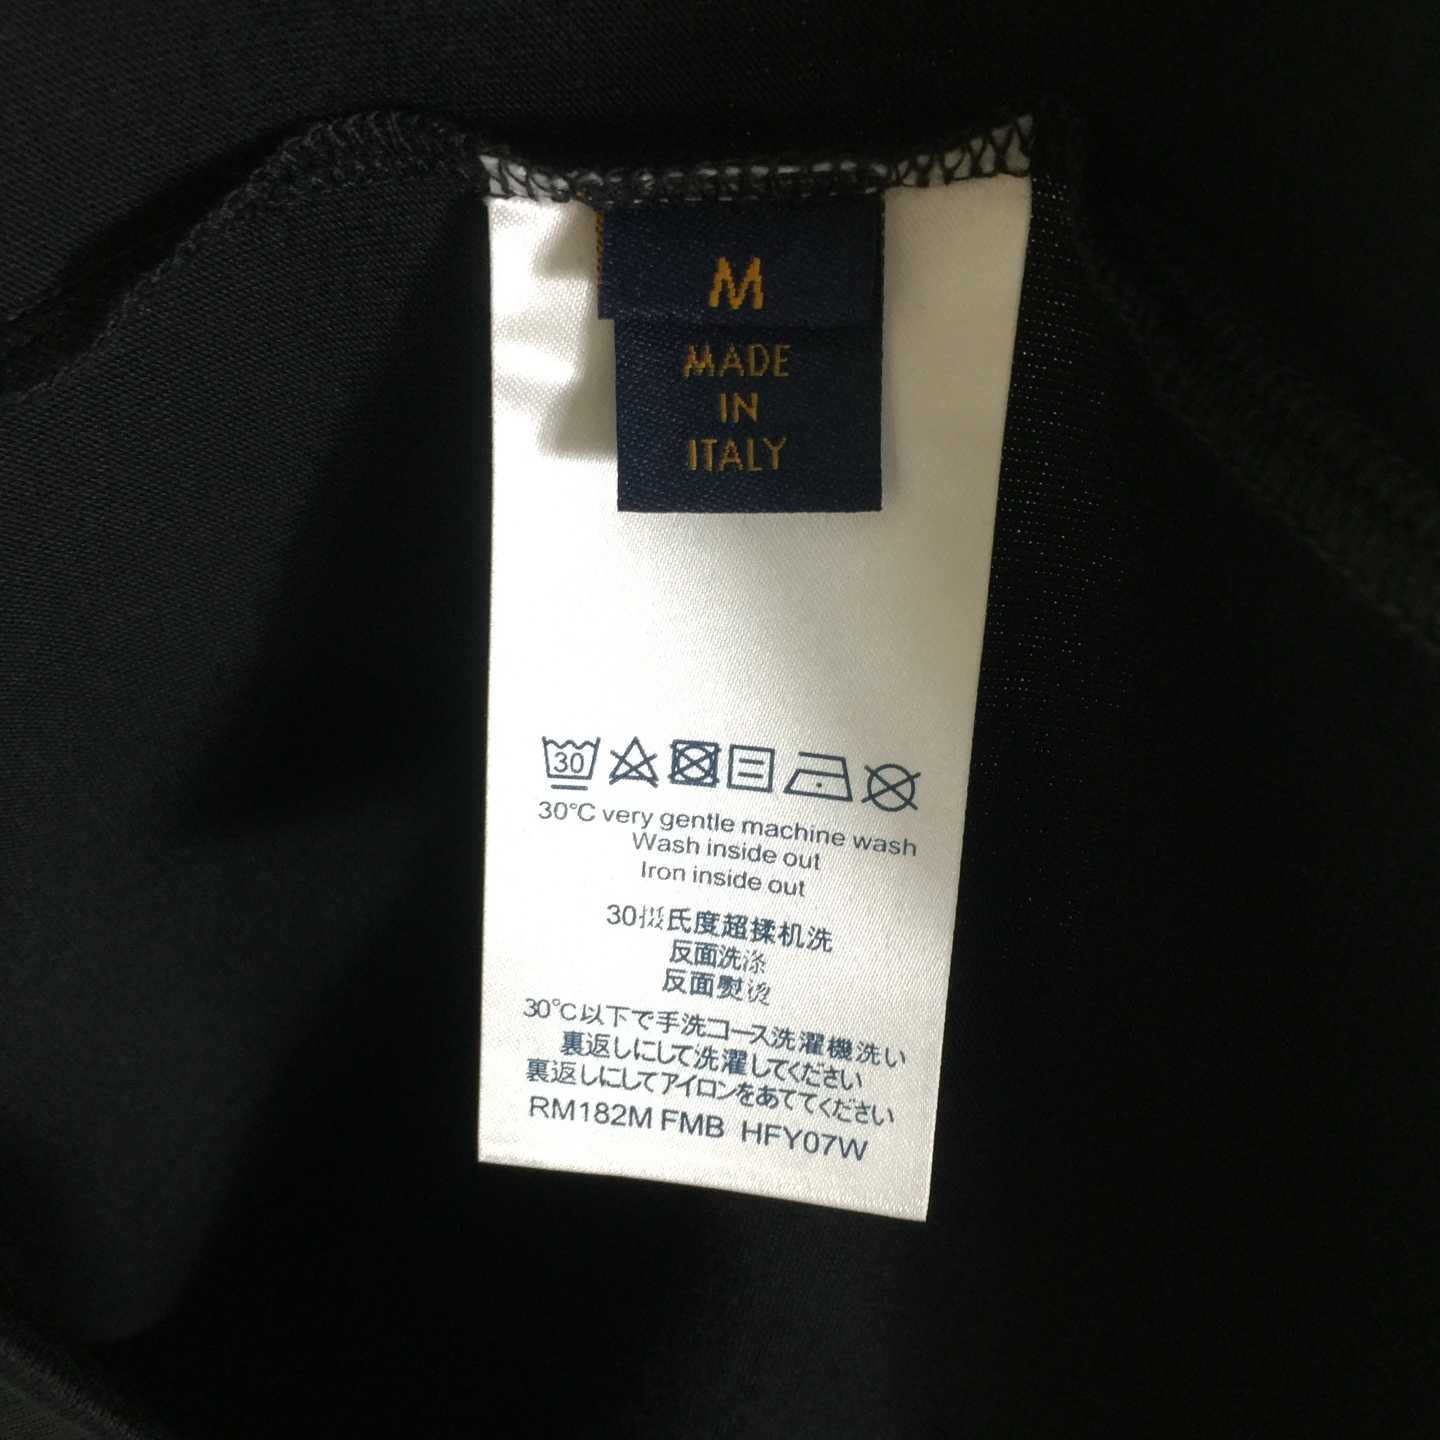 M
MADE
IN
ITALY
30
30°C very gentle machine wash
Wash inside out
Iron inside out
30摄氏度超揉机洗
反面洗涤
反面熨烫
30℃以下で手洗コース洗濯機洗い
裏返しにして洗濯してください
裏返しにしてアイロンをあててください
RM182M FMB HFY07W